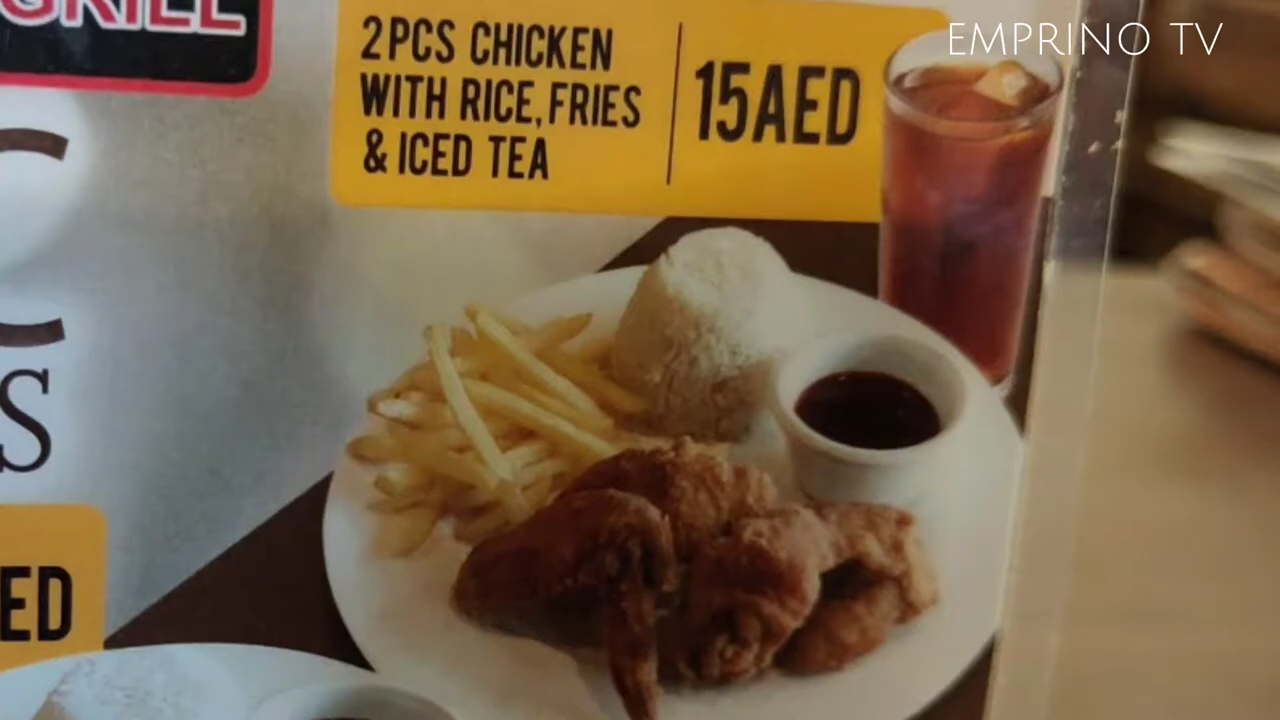 GRILL
EMPRINO TV
2PCS CHICKEN
WITH RICE, FRIES
& ICED TEA
15AED
C
S
ED